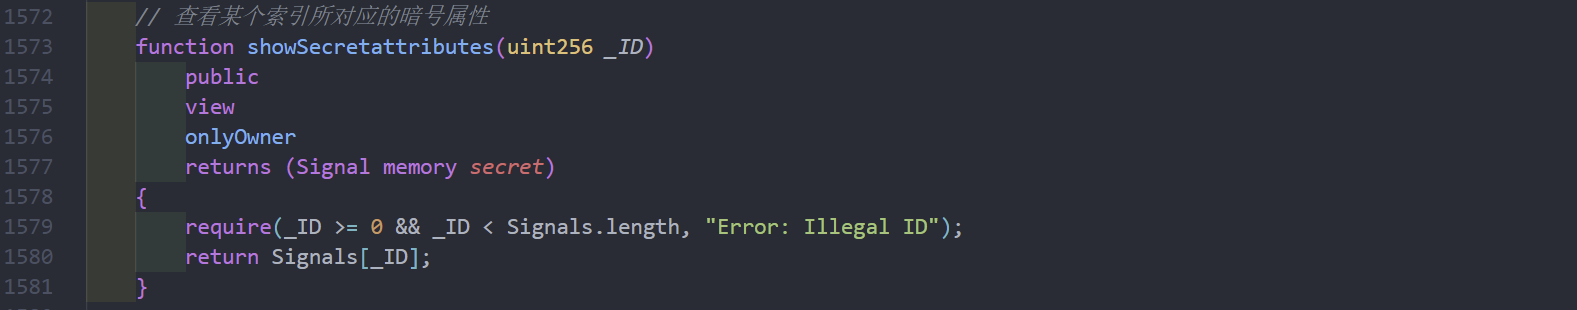 1572 // 查看某个索引所对应的暗号属性
1573 function showSecretattributes(uint256 _ID)
1574 public
1575 view
1576 onlyOwner
1577 returns (Signal memory secret)
1578 {
1579 require(_ID >= 0 && _ID < Signals.length, "Error: Illegal ID");
1580 return Signals[_ID];
1581 }